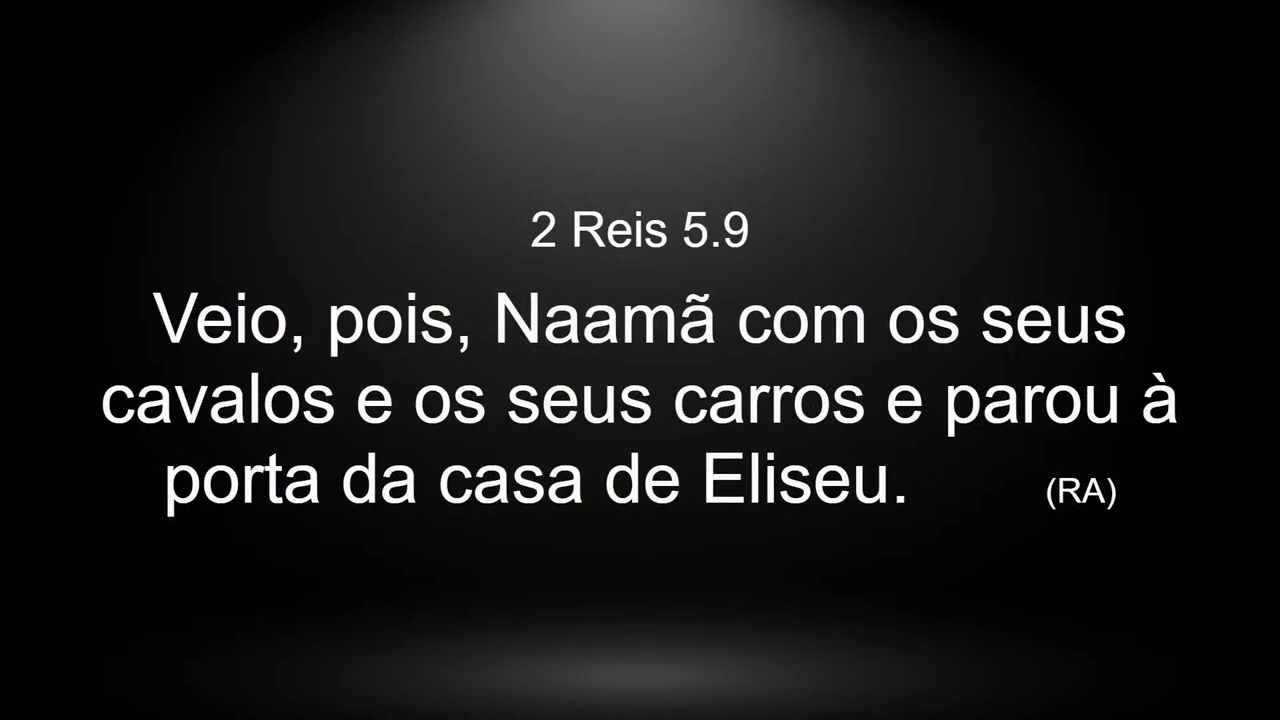 2 Reis 5.9
Veio, pois, Naamã com os seus
cavalos e os seus carros e parou à
porta da casa de Eliseu. (RA)